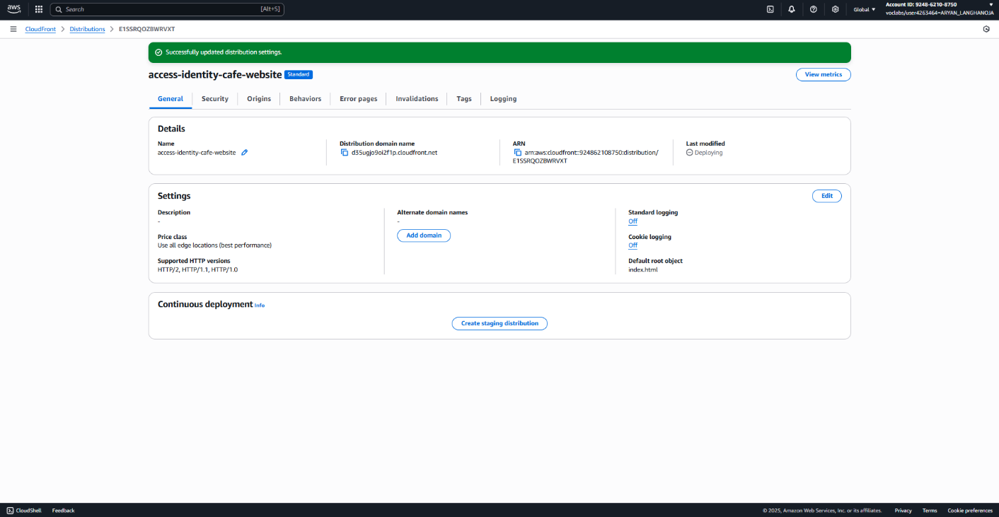 aws
Search
[Alt+S]
Global
Account ID: 9248-6210-8750
voclabs/user4263464=ARYAN_LANGHANOJA
CloudFront
Distributions
E1SSRQOZBWRVXT
Successfully updated distribution settings.
access-identity-cafe-website
Standard
View metrics
General
Security
Origins
Behaviors
Error pages
Invalidations
Tags
Logging
Details
Name
access-identity-cafe-website
Distribution domain name
d35ugjo9oi2f1p.cloudfront.net
ARN
arn:aws:cloudfront::924862108750:distribution/
E1SSRQOZBWRVXT
Last modified
Deploying
Settings
Edit
Description
-
Price class
Use all edge locations (best performance)
Supported HTTP versions
HTTP/2, HTTP/1.1, HTTP/1.0
Alternate domain names
-
Add domain
Standard logging
Off
Cookie logging
Off
Default root object
index.html
Continuous deployment Info
Create staging distribution
CloudShell
Feedback
© 2025, Amazon Web Services, Inc. or its affiliates.
Privacy
Terms
Cookie preferences